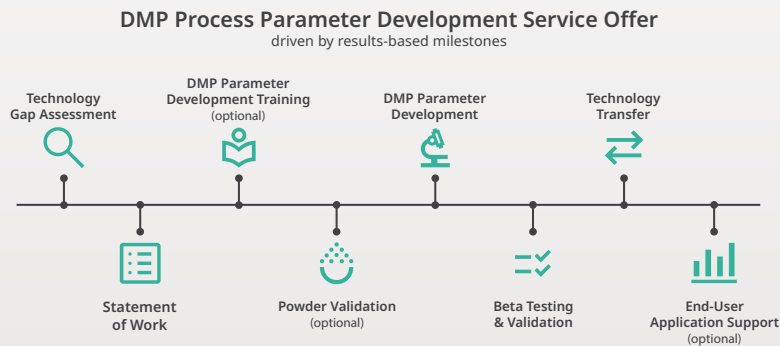 DMP Process Parameter Development Service Offer
driven by results-based milestones
Technology
Gap Assessment
DMP Parameter
Development Training
(optional)
DMP Parameter
Development
Technology
Transfer
Statement
of Work
Powder Validation
(optional)
Beta Testing
& Validation
End-User
Application Support
(optional)